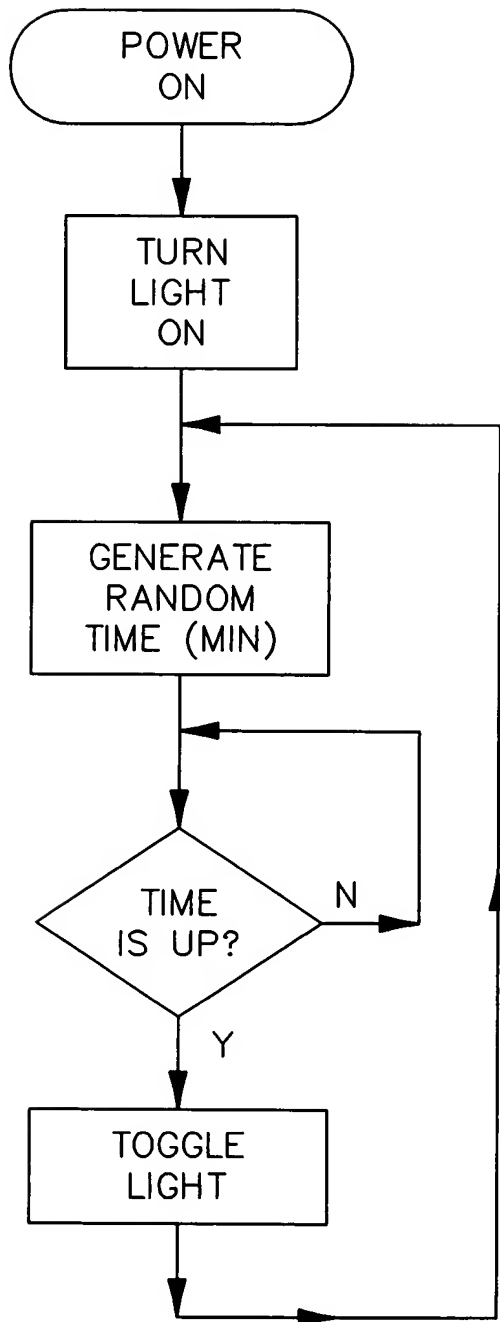 POWER
ON
TURN
LIGHT
ON
GENERATE
RANDOM
TIME (MIN)
TIME
IS UP?
N
Y
TOGGLE
LIGHT